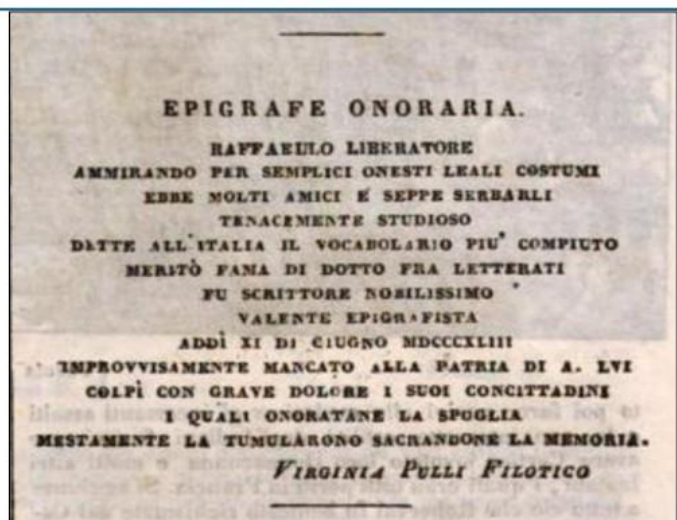 EPIGRAFE ONORARIA.
RAFFAELLO LIBERATORE
AMMIRANDO PER SEMPLICI ONESTI LEALI COSTUMI
EBBE MOLTI AMICI E SEPPE SERBARLI
TENACEMENTE STUDIOSO
DETTE ALL'ITALIA IL VOCABOLARIO PIU' COMPIUTO
MERITÒ FAMA DI DOTTO FRA LETTERATI
FU SCRITTORE NOBILISSIMO
VALENTE EPIGRAFISTA
ADDÌ XI DI GIUGNO MDCCCXLIII
IMPROVVISAMENTE MANCATO ALLA PATRIA DI A. LVI
COLPÌ CON GRAVE DOLORE I SUOI CONCITTADINI
I QUALI ONORATENE LA SPOGLIA
MESTAMENTE LA TUMULARONO SACRANDONE LA MEMORIA.
VIRGINIA PULLI FILOTICO